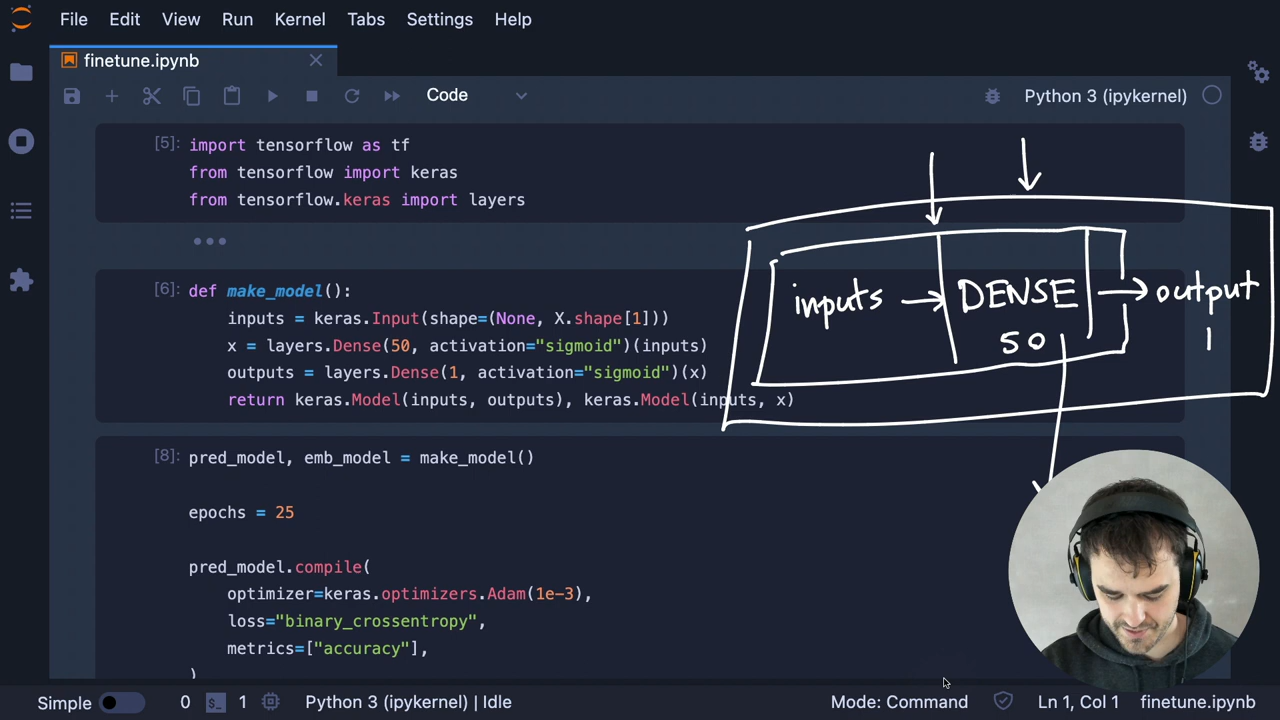 File Edit View Run Kernel Tabs Settings Help
finetune.ipynb
Code
Python 3 (ipykernel)
[5]: import tensorflow as tf
from tensorflow import keras
from tensorflow.keras import layers
[6]: def make_model():
inputs = keras.Input(shape=(None, X.shape[1]))
x = layers.Dense(50, activation="sigmoid")(inputs)
outputs = layers.Dense(1, activation="sigmoid")(x)
return keras.Model(inputs, outputs), keras.Model(inputs, x)
inputs → DENSE → output
50 1
[8]: pred_model, emb_model = make_model()
epochs = 25
pred_model.compile(
optimizer=keras.optimizers.Adam(1e-3),
loss="binary_crossentropy",
metrics=["accuracy"],
)
Simple 0 $_ 1 Python 3 (ipykernel) | Idle Mode: Command Ln 1, Col 1 finetune.ipynb